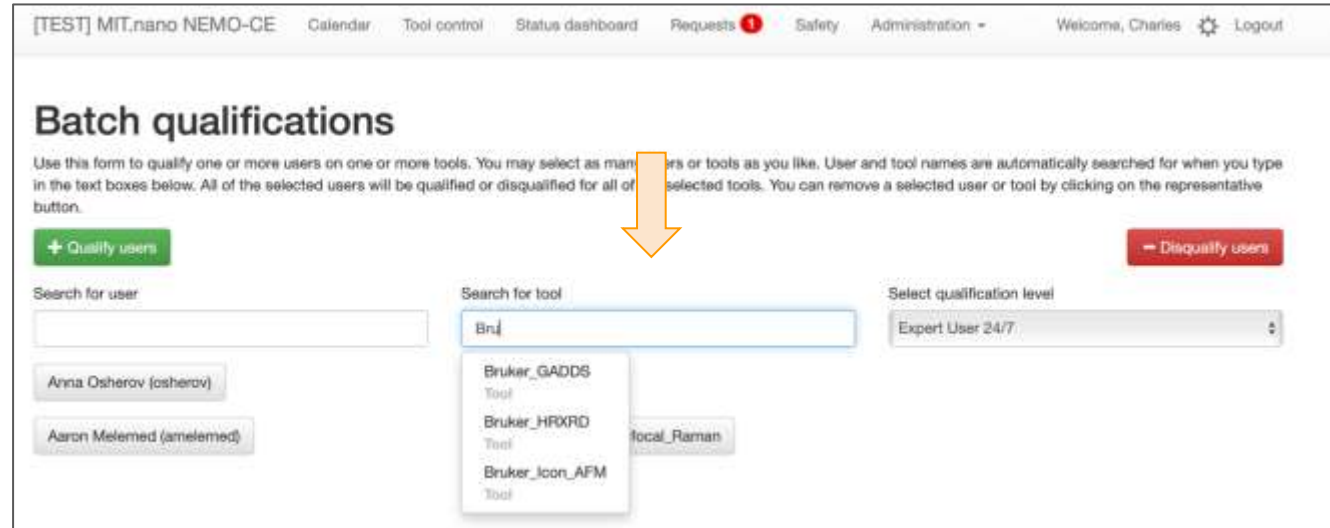 [TEST] MIT.nano NEMO-CE Calendar Tool control Status dashboard Requests 1 Safety Administration Welcome, Charles Logout
Batch qualifications
Use this form to qualify one or more users on one or more tools. You may select as man ers or tools as you like. User and tool names are automatically searched for when you type
in the text boxes below. All of the selected users will be qualified or disqualified for all of selected tools. You can remove a selected user or tool by clicking on the representative
button.
+ Qualify users − Disqualify users
Search for user Search for tool Select qualification level
Bru Expert User 24/7
Bruker_GADDS
Anna Osherov (osherov)
Tool
Bruker_HRXRD
Aaron Melemed (amelemed) focal_Raman
Tool
Bruker_Icon_AFM
Tool